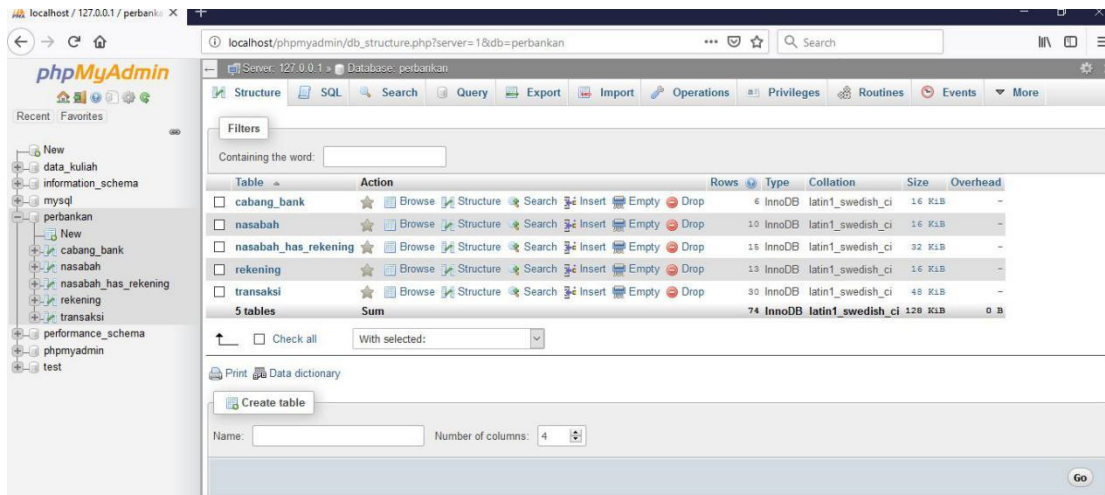 localhost / 127.0.0.1 / perbanka
localhost/phpmyadmin/db_structure.php?server=1&db=perbankan
Search
phpMyAdmin
Recent Favorites
New
data_kuliah
information_schema
mysql
perbankan
New
cabang_bank
nasabah
nasabah_has_rekening
rekening
transaksi
performance_schema
phpmyadmin
test
Server: 127.0.0.1 » Database: perbankan
Structure SQL Search Query Export Import Operations Privileges Routines Events More
Filters
Containing the word:
Table Action Rows Type Collation Size Overhead
cabang_bank Browse Structure Search Insert Empty Drop 6 InnoDB latin1_swedish_ci 16 KiB -
nasabah Browse Structure Search Insert Empty Drop 10 InnoDB latin1_swedish_ci 16 KiB -
nasabah_has_rekening Browse Structure Search Insert Empty Drop 15 InnoDB latin1_swedish_ci 32 KiB -
rekening Browse Structure Search Insert Empty Drop 13 InnoDB latin1_swedish_ci 16 KiB -
transaksi Browse Structure Search Insert Empty Drop 30 InnoDB latin1_swedish_ci 48 KiB -
5 tables Sum 74 InnoDB latin1_swedish_ci 128 KiB 0 B
Check all With selected:
Print Data dictionary
Create table
Name: Number of columns: 4
Go